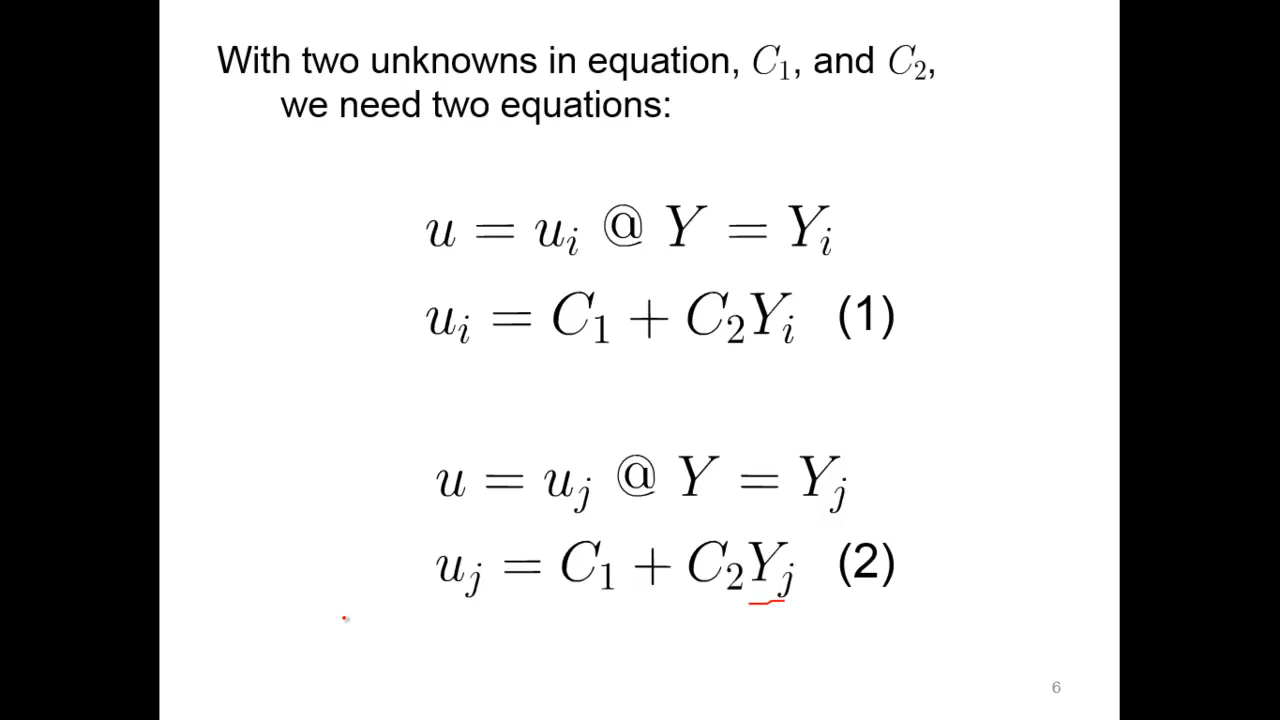 With two unknowns in equation, C₁, and C₂,
we need two equations:
u = uᵢ @ Y = Yᵢ
uᵢ = C₁ + C₂Yᵢ (1)
u = uⱼ @ Y = Yⱼ
uⱼ = C₁ + C₂Yⱼ (2)
6